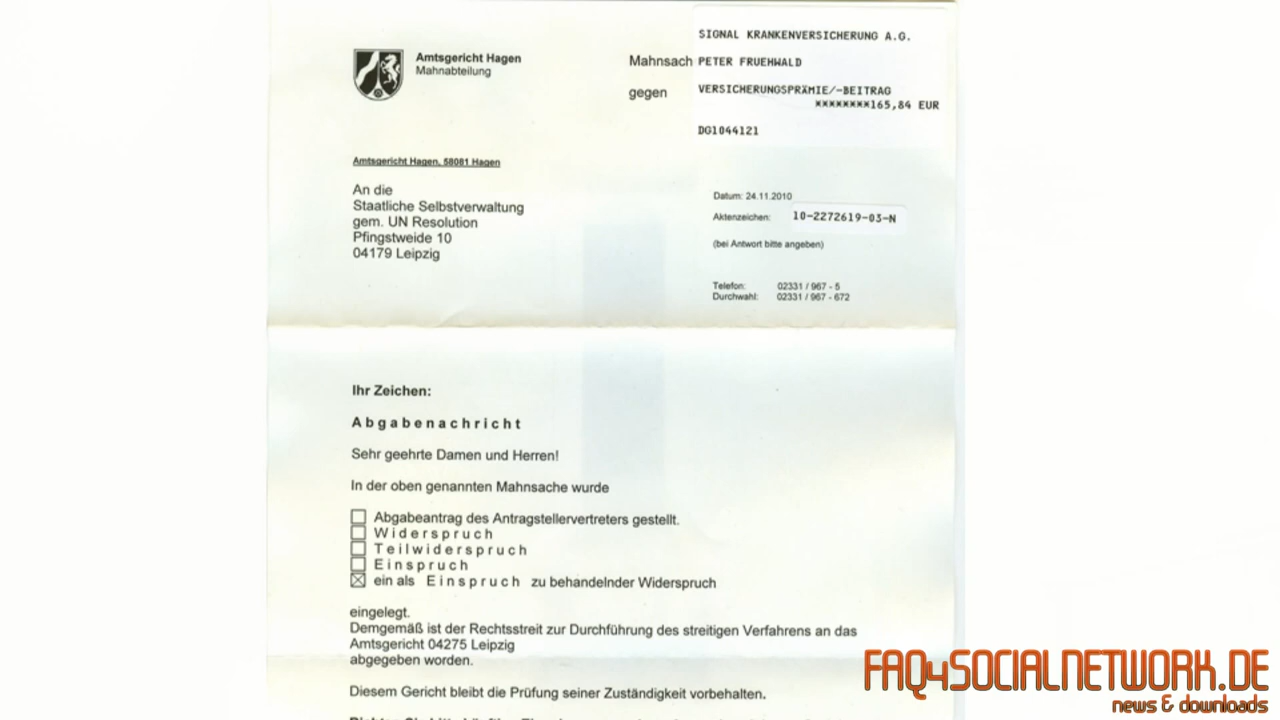 Amtsgericht Hagen
Mahnabteilung
Mahnsach
gegen
SIGNAL KRANKENVERSICHERUNG A.G.
PETER FRUEHWALD
VERSICHERUNGSPRÄMIE/-BEITRAG
********165,84 EUR
DG1044121
Amtsgericht Hagen, 58081 Hagen
An die
Staatliche Selbstverwaltung
gem. UN Resolution
Pfingstweide 10
04179 Leipzig
Datum: 24.11.2010
Aktenzeichen: 10-2272619-03-N
(bei Antwort bitte angeben)
Telefon: 02331 / 967 - 5
Durchwahl: 02331 / 967 - 672
Ihr Zeichen:
Abgabenachricht
Sehr geehrte Damen und Herren!
In der oben genannten Mahnsache wurde
Abgabeantrag des Antragstellervertreters gestellt.
Widerspruch
Teilwiderspruch
Einspruch
ein als Einspruch zu behandelnder Widerspruch
eingelegt.
Demgemäß ist der Rechtsstreit zur Durchführung des streitigen Verfahrens an das
Amtsgericht 04275 Leipzig
abgegeben worden.
Diesem Gericht bleibt die Prüfung seiner Zuständigkeit vorbehalten.
FAQ4SOCIALNETWORK.DE
news & downloads